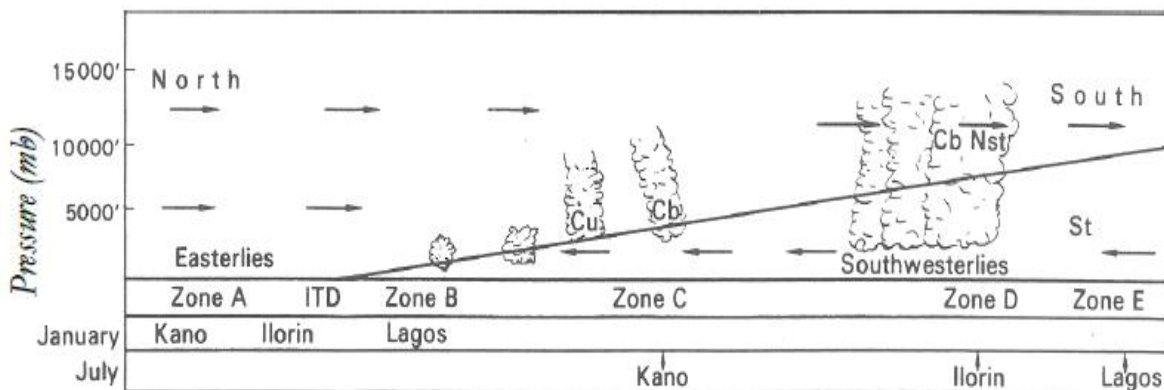 15000'
North
South
10000'
Cb Nst
Pressure (mb)
5000'
Cu
Cb
St
Easterlies
Southwesterlies
Zone A ITD Zone B Zone C Zone D Zone E
January Kano Ilorin Lagos
July Kano Ilorin Lagos